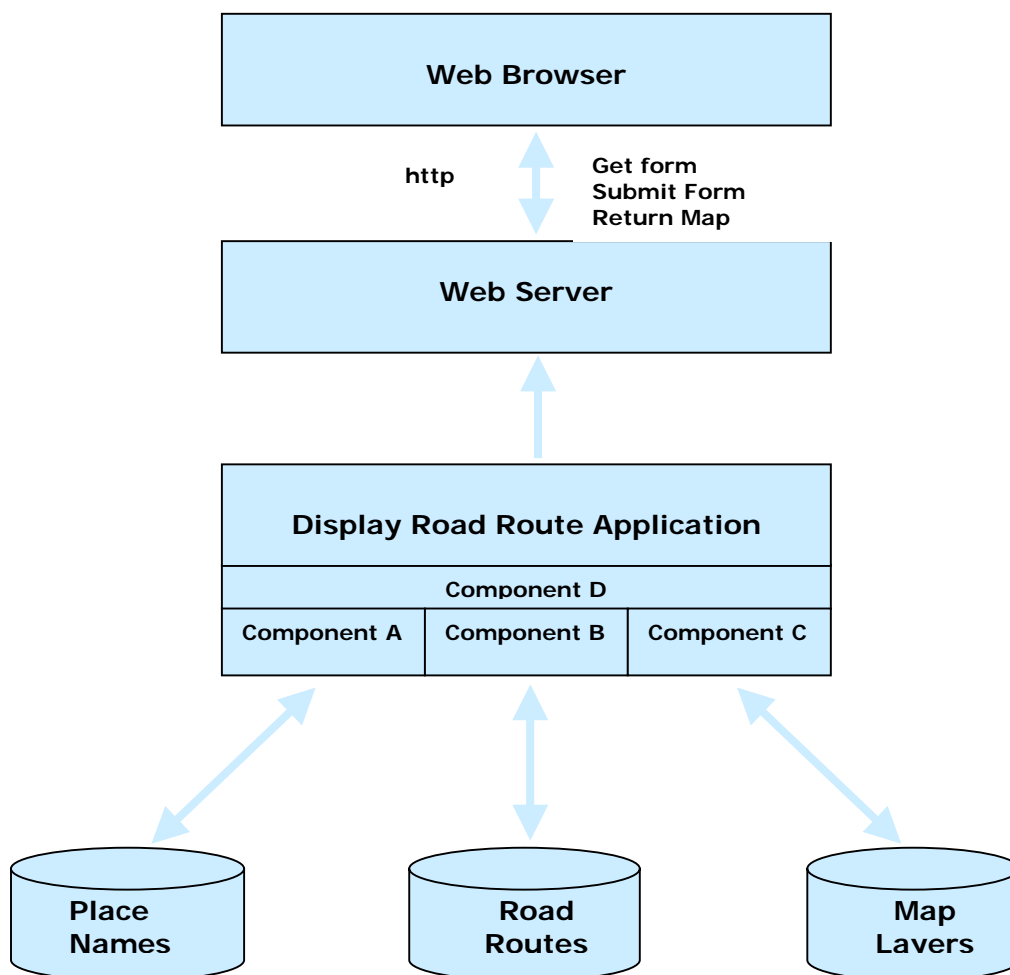 Web Browser
http
Get form
Submit Form
Return Map
Web Server
Display Road Route Application
Component D
Component A
Component B
Component C
Place
Names
Road
Routes
Map
Layers